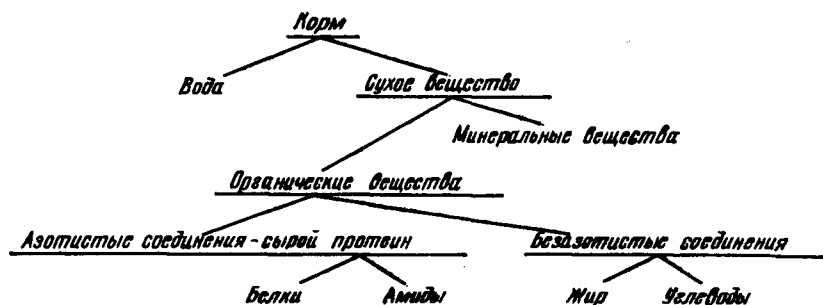 Корм
Вода
Сухое вещество
Минеральные вещества
Органические вещества
Азотистые соединения-сырой протеин
Безазотистые соединения
Белки
Амиды
Жир
Углеводы